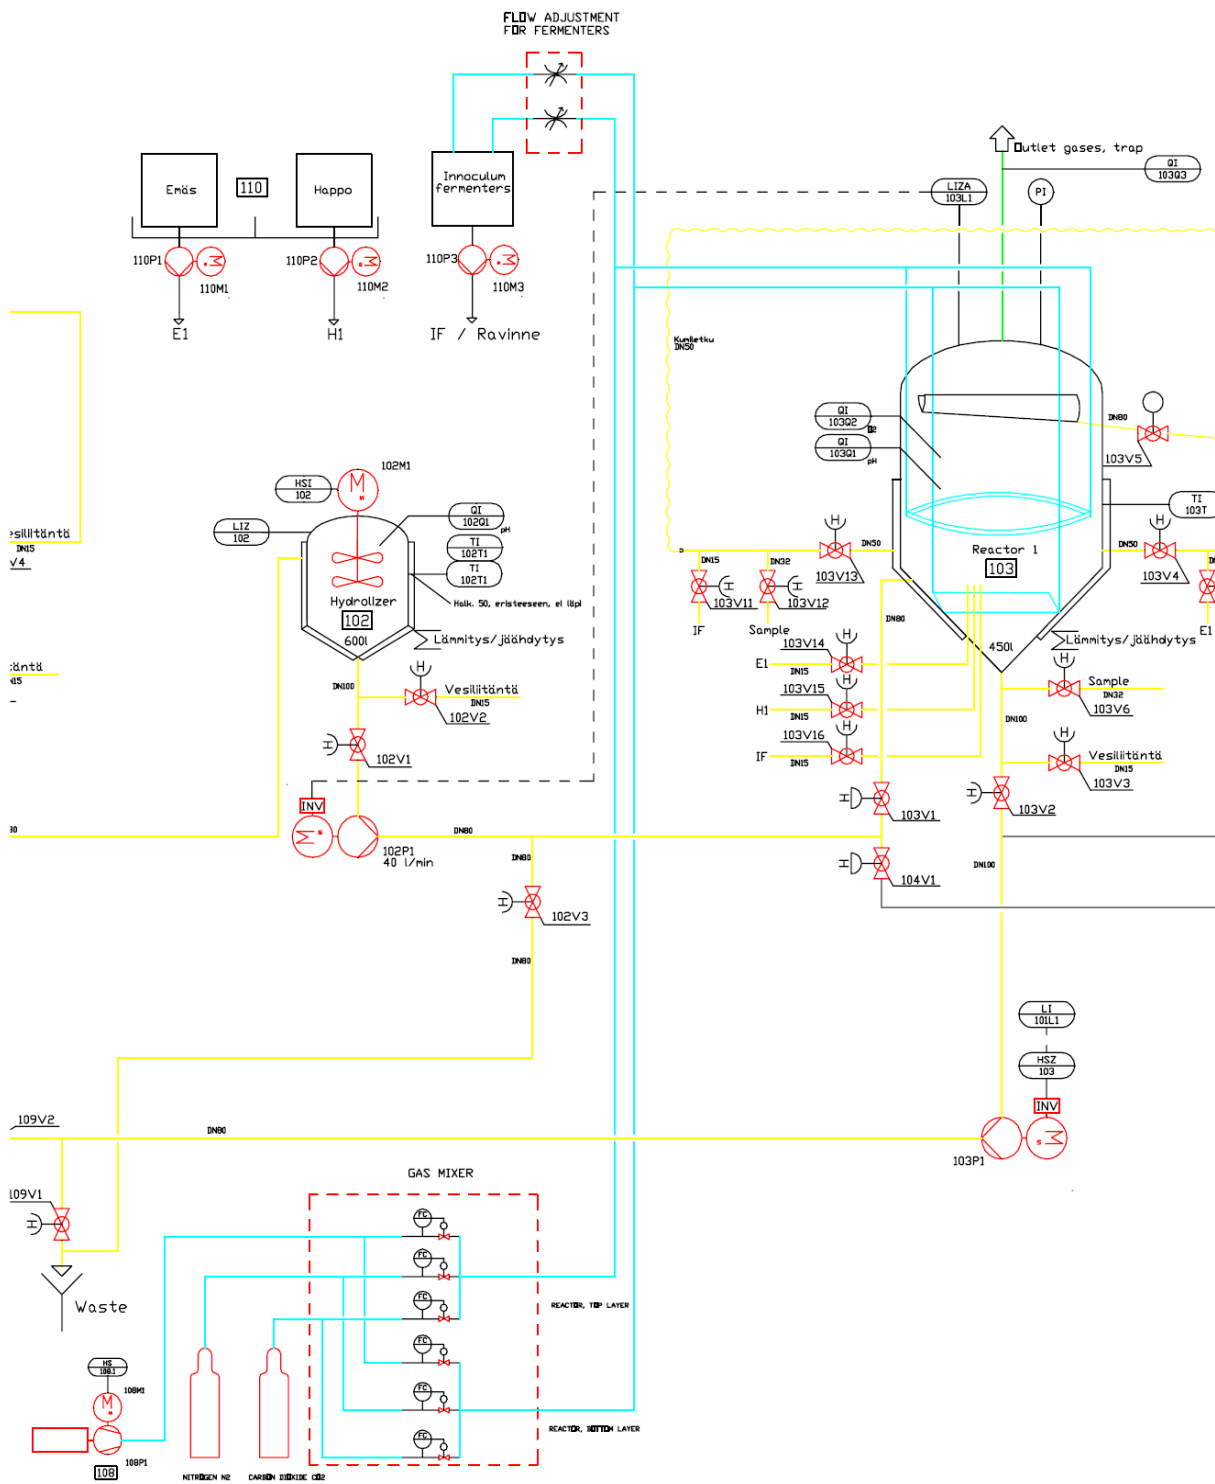 FLOW ADJUSTMENT
FOR FERMENTERS
Outlet gases, trap
QI
103Q3
LIZA
103L1
PI
Emäs
110
Happo
Innoculum
fermenters
110P1
110M1
110P2
110M2
110P3
110M3
E1
H1
IF / Ravinne
Kumiletku
DN50
QI
103Q2
O2
QI
103Q1
pH
DN80
103V5
TI
103T
102M1
HSI
102
M
LIZ
102
QI
102Q1
pH
TI
102T1
TI
102T1
Halk. 50, eristeeseen, ei läpi
Hydrolizer
102
600l
Lämmitys/jäähdytys
DN15
V4
DN15
DN100
H
Vesiliitäntä
DN15
102V2
H
102V1
INV
M
102P1
40 l/min
DN80
DN80
H
102V3
DN80
H
DN50
103V13
DN15
DN32
H
103V11
H
103V12
IF
Sample
Reactor 1
103
450l
H
DN50
103V4
E1
Lämmitys/jäähdytys
DN80
103V14
H
E1
DN15
103V15
H
H1
DN15
103V16
H
IF
DN15
H
Sample
DN32
103V6
DN100
H
Vesiliitäntä
DN15
103V3
H
103V1
H
103V2
H
104V1
DN100
LI
101L1
HSZ
103
INV
M
103P1
109V2
DN80
109V1
H
Waste
GAS MIXER
FC
FC
FC
FC
FC
FC
REACTOR, TOP LAYER
REACTOR, BOTTOM LAYER
HS
108.1
108M1
M
108P1
108
NITROGEN N2
CARBON DIOXIDE CO2